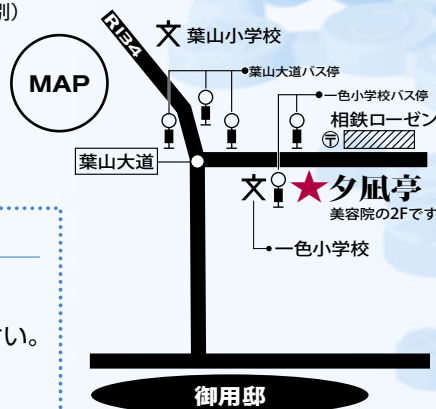 別）
R134
葉山小学校
MAP
葉山大道バス停
一色小学校バス停
相鉄ローゼン
〒
葉山大道
夕凪亭
美容院の2Fです
一色小学校
い。
御用邸